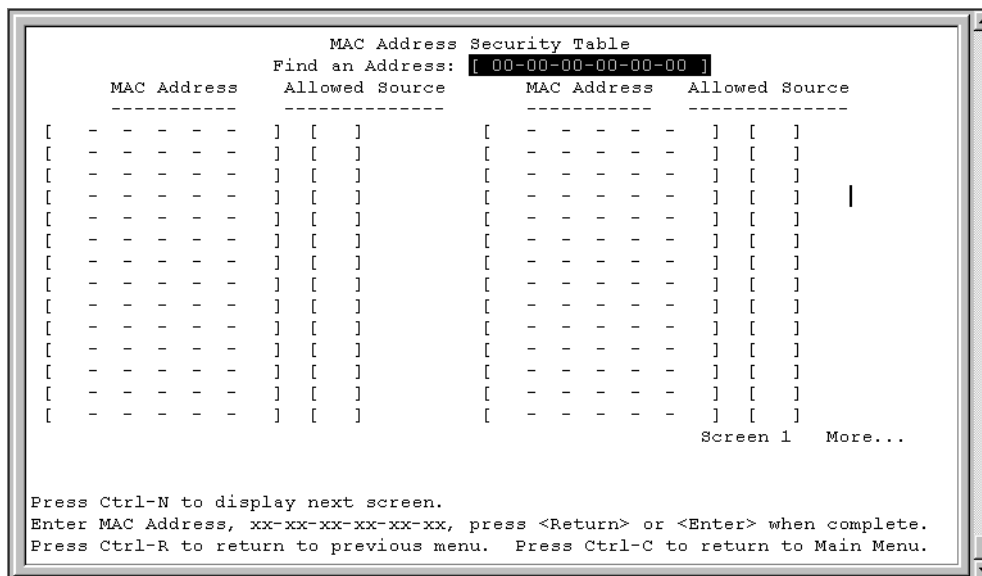 MAC Address Security Table
Find an Address: [ 00-00-00-00-00-00 ]
MAC Address Allowed Source MAC Address Allowed Source
------------ -------------- ------------ --------------
[ - - - - - ] [ ] [ - - - - - ] [ ]
[ - - - - - ] [ ] [ - - - - - ] [ ]
[ - - - - - ] [ ] [ - - - - - ] [ ]
[ - - - - - ] [ ] [ - - - - - ] [ ]
[ - - - - - ] [ ] [ - - - - - ] [ ]
[ - - - - - ] [ ] [ - - - - - ] [ ]
[ - - - - - ] [ ] [ - - - - - ] [ ]
[ - - - - - ] [ ] [ - - - - - ] [ ]
[ - - - - - ] [ ] [ - - - - - ] [ ]
[ - - - - - ] [ ] [ - - - - - ] [ ]
[ - - - - - ] [ ] [ - - - - - ] [ ]
[ - - - - - ] [ ] [ - - - - - ] [ ]
[ - - - - - ] [ ] [ - - - - - ] [ ]
[ - - - - - ] [ ] [ - - - - - ] [ ]
Screen 1 More...
Press Ctrl-N to display next screen.
Enter MAC Address, xx-xx-xx-xx-xx-xx, press <Return> or <Enter> when complete.
Press Ctrl-R to return to previous menu. Press Ctrl-C to return to Main Menu.